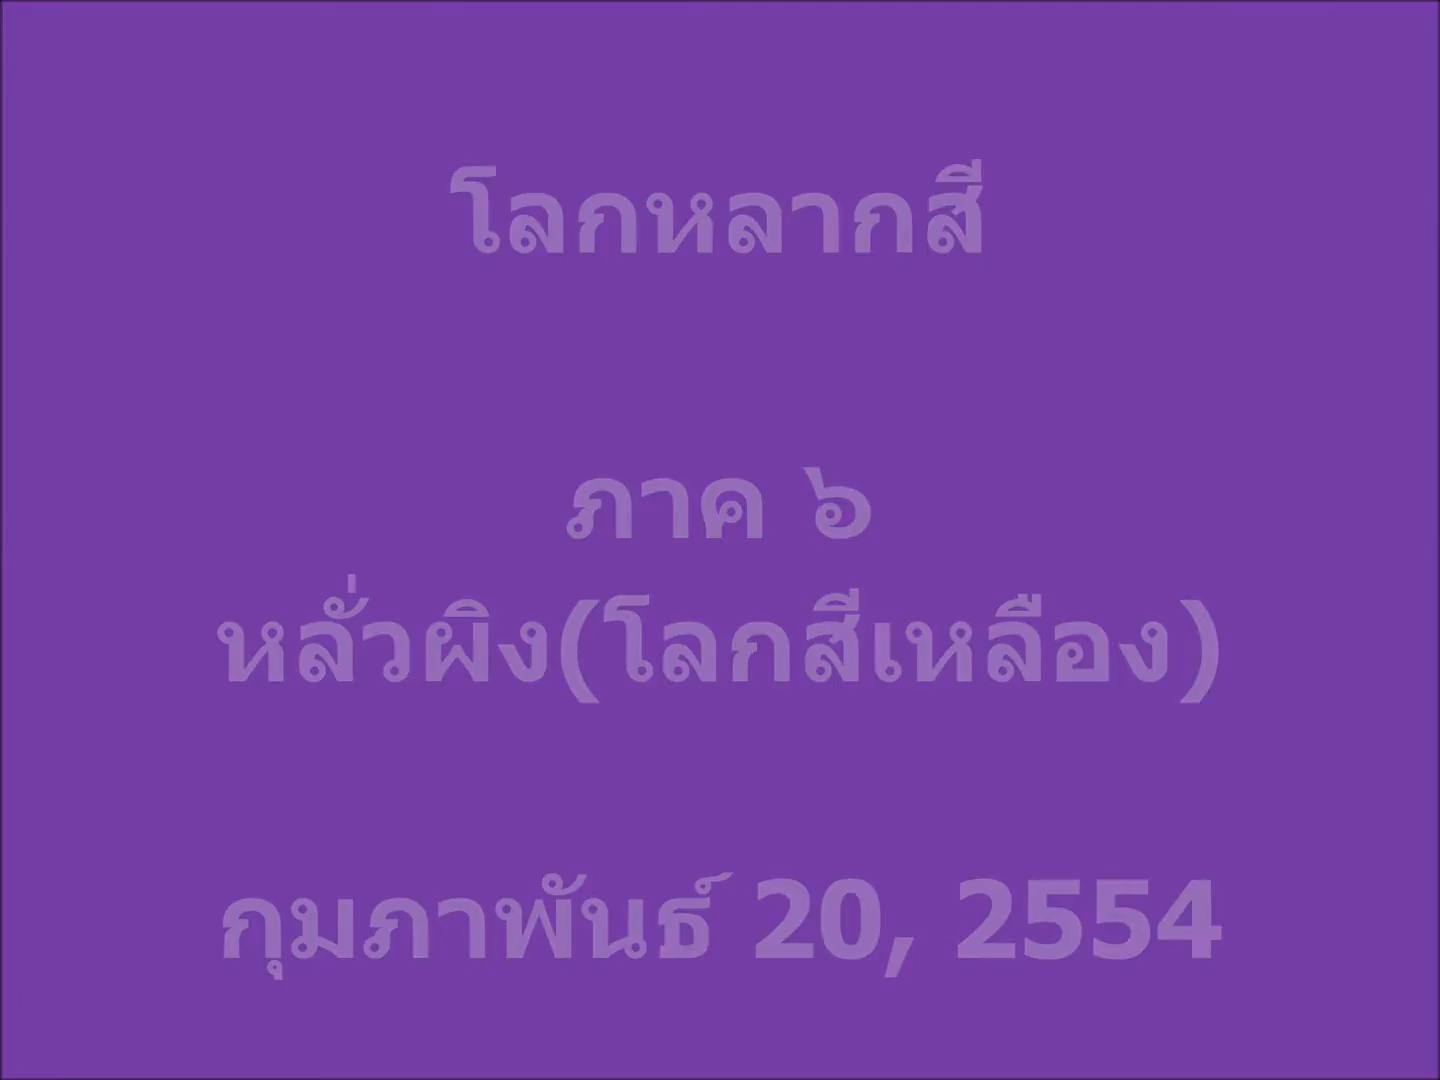 โลกหลากสี
ภาค ๖
หลั่วผิง(โลกสีเหลือง)
กุมภาพันธ์ 20, 2554